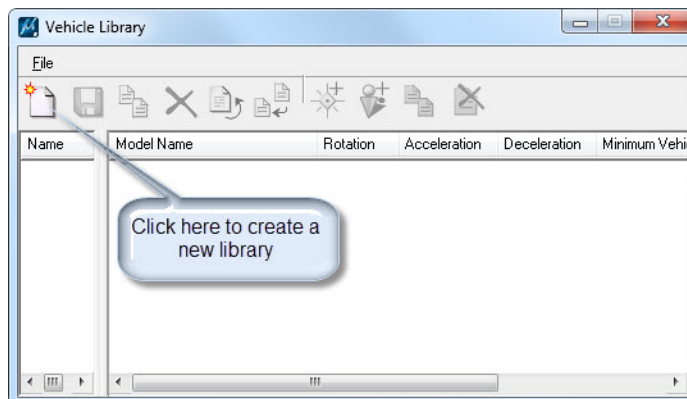 Vehicle Library
File
Name Model Name Rotation Acceleration Deceleration Minimum Vehi
Click here to create a
new library